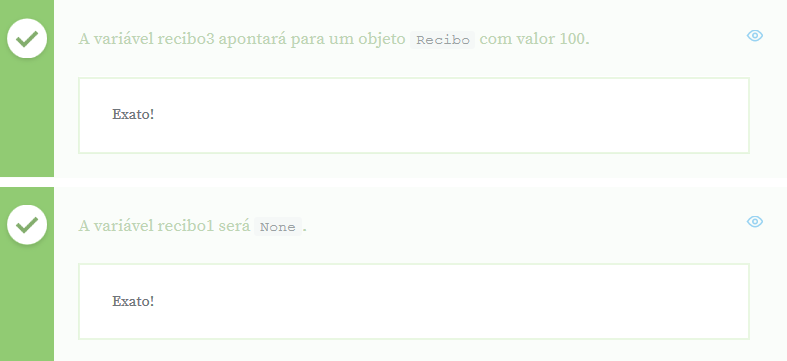 A variável recibo3 apontará para um objeto Recibo com valor 100.
Exato!
A variável recibo1 será None.
Exato!